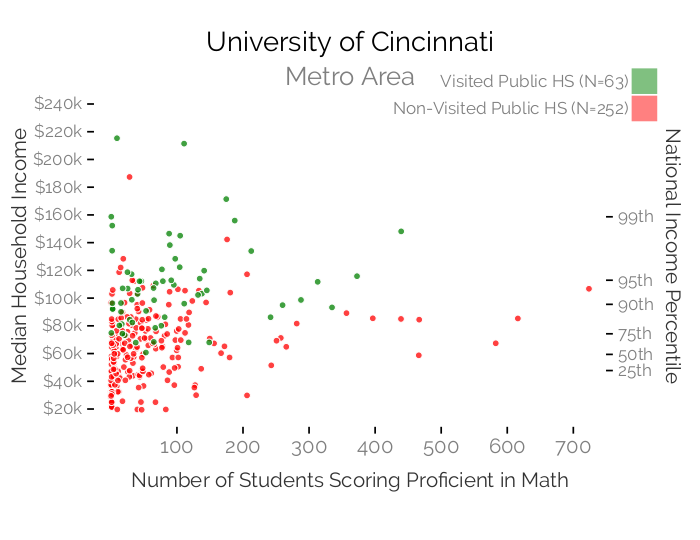 University of Cincinnati
Metro Area
Visited Public HS (N=63)
Non-Visited Public HS (N=252)
Median Household Income
$240k
$220k
$200k
$180k
$160k
$140k
$120k
$100k
$80k
$60k
$40k
$20k
National Income Percentile
99th
95th
90th
75th
50th
25th
100 200 300 400 500 600 700
Number of Students Scoring Proficient in Math